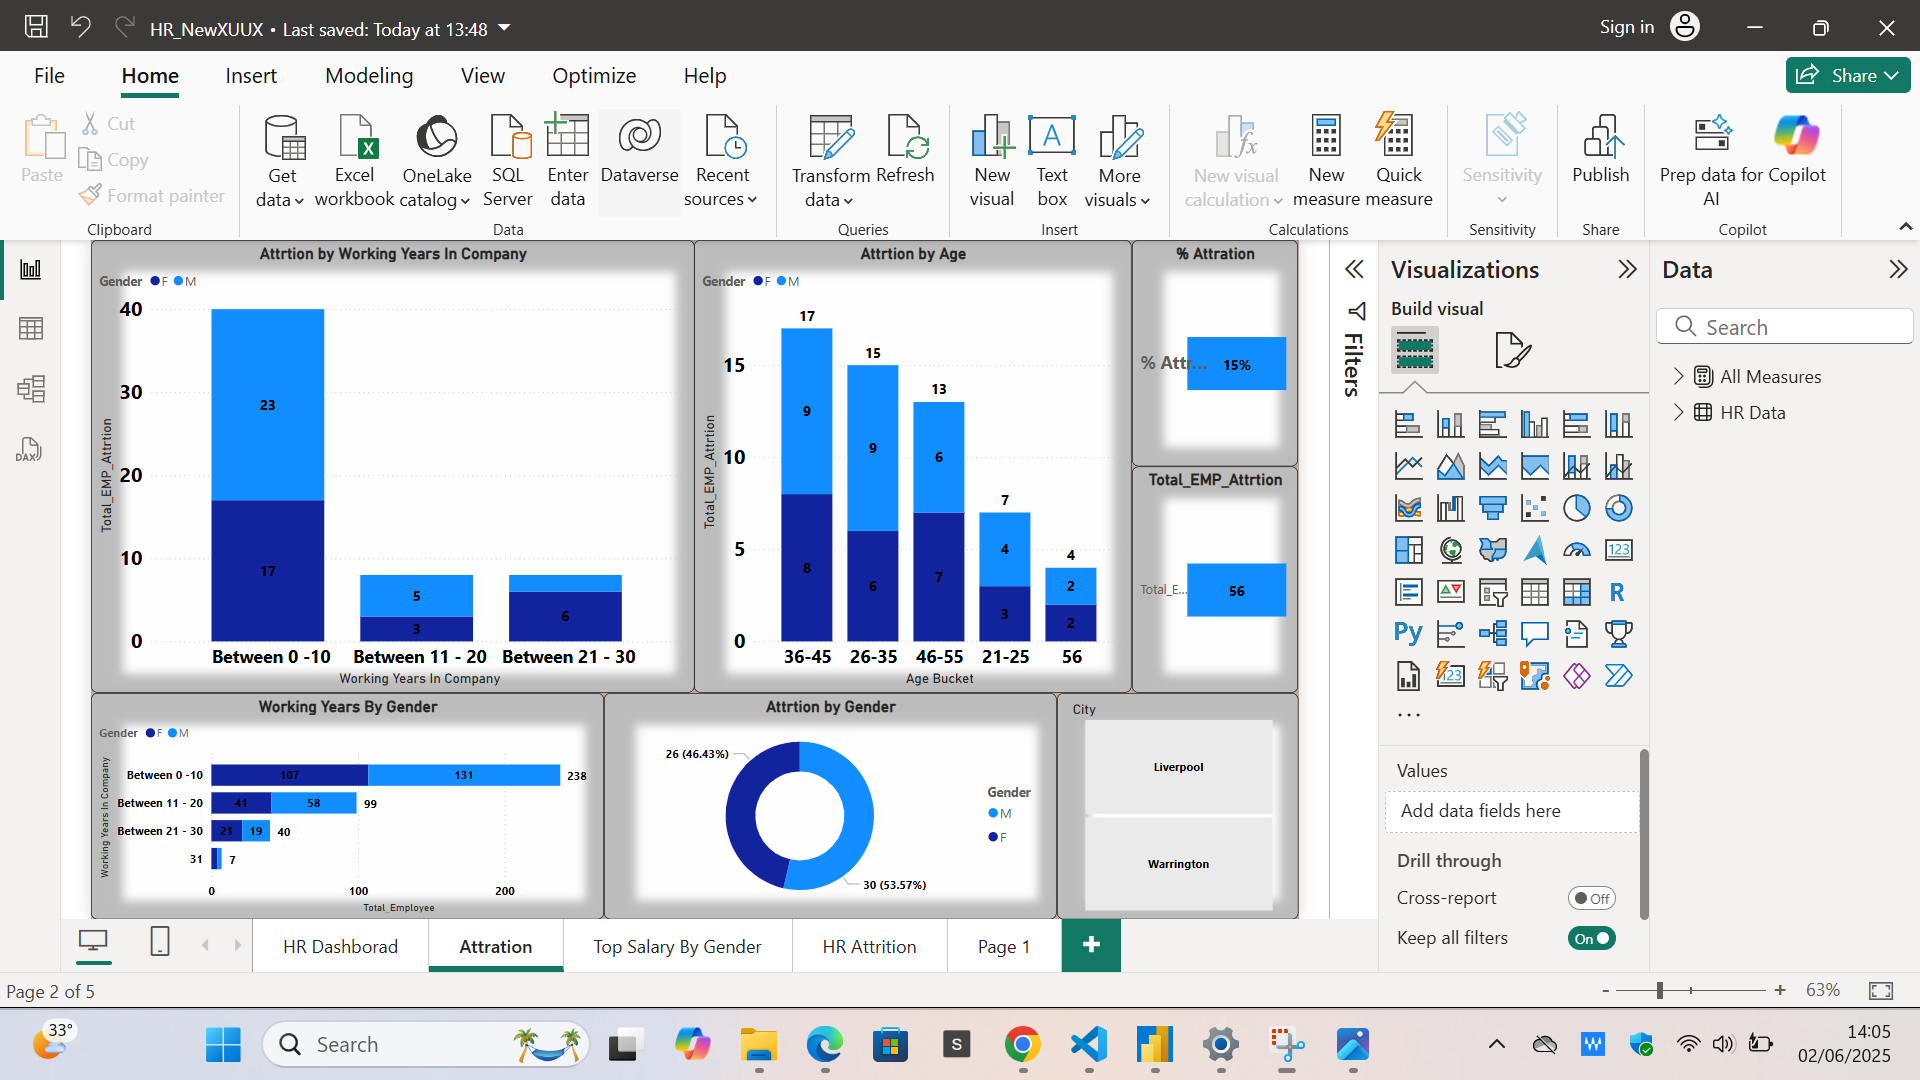 HR_NewXUUX • Last saved: Today at 13:48
Sign in
File Home Insert Modeling View Optimize Help
Share
Paste
Cut
Copy
Format painter
Clipboard
Get data
Excel workbook
OneLake catalog
SQL Server
Enter data
Dataverse
Recent sources
Data
Transform data
Refresh
Queries
New visual
Text box
More visuals
Insert
New visual calculation
New measure
Quick measure
Calculations
Sensitivity
Sensitivity
Publish
Share
Prep data for AI
Copilot
Copilot
Attrtion by Working Years In Company
Gender F M
Total_EMP_Attrtion
40
30
20
10
0
23
17
5
3
6
Between 0 -10 Between 11 - 20 Between 21 - 30
Working Years In Company
Attrtion by Age
Gender F M
Total_EMP_Attrtion
15
10
5
0
17
9
8
15
9
6
13
6
7
7
4
3
4
2
2
36-45 26-35 46-55 21-25 56
Age Bucket
% Attration
% Attr...
15%
Total_EMP_Attrtion
Total_E...
56
Working Years By Gender
Gender F M
Working Years In Company
Between 0 -10 107 131 238
Between 11 - 20 41 58 99
Between 21 - 30 21 19 40
31 7
0 100 200
Total_Employee
Attrtion by Gender
26 (46.43%)
30 (53.57%)
Gender
M
F
City
Liverpool
Warrington
Filters
Visualizations
Build visual
123
R
Py
123
...
Values
Add data fields here
Drill through
Cross-report
Off
Keep all filters
On
Data
Search
All Measures
HR Data
DAX
HR Dashborad Attration Top Salary By Gender HR Attrition Page 1 +
Page 2 of 5
- + 63%
33°
Search
S
W
14:05
02/06/2025